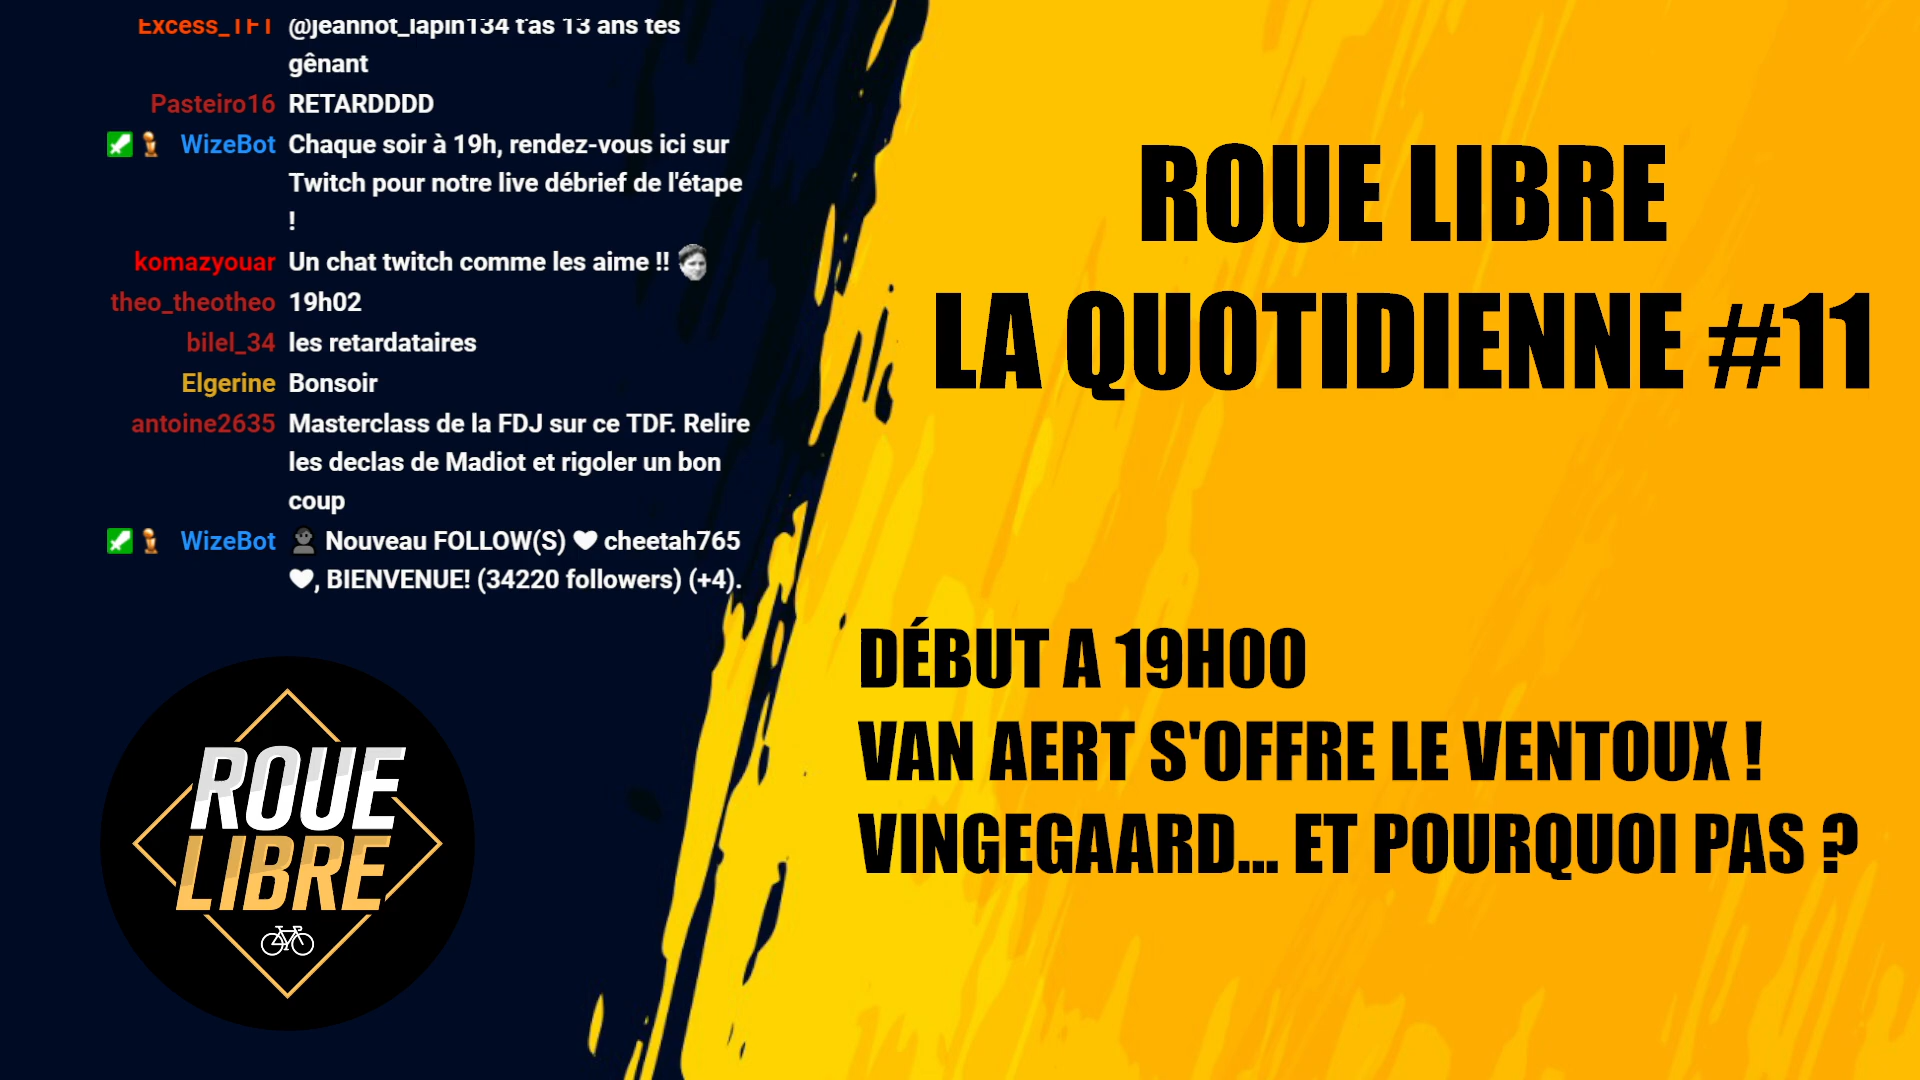 Excess_TFT @jeannot_lapin134 t'as 13 ans tes
gênant
Pasteiro16 RETARDDDD
WizeBot Chaque soir à 19h, rendez-vous ici sur
Twitch pour notre live débrief de l'étape
!
komazyouar Un chat twitch comme les aime !!
theo_theotheo 19h02
bilel_34 les retardataires
Elgerine Bonsoir
antoine2635 Masterclass de la FDJ sur ce TDF. Relire
les declas de Madiot et rigoler un bon
coup
WizeBot Nouveau FOLLOW(S) ♥ cheetah765
♥, BIENVENUE! (34220 followers) (+4).
ROUE
LIBRE
ROUE LIBRE
LA QUOTIDIENNE #11
DÉBUT A 19H00
VAN AERT S'OFFRE LE VENTOUX !
VINGEGAARD... ET POURQUOI PAS ?